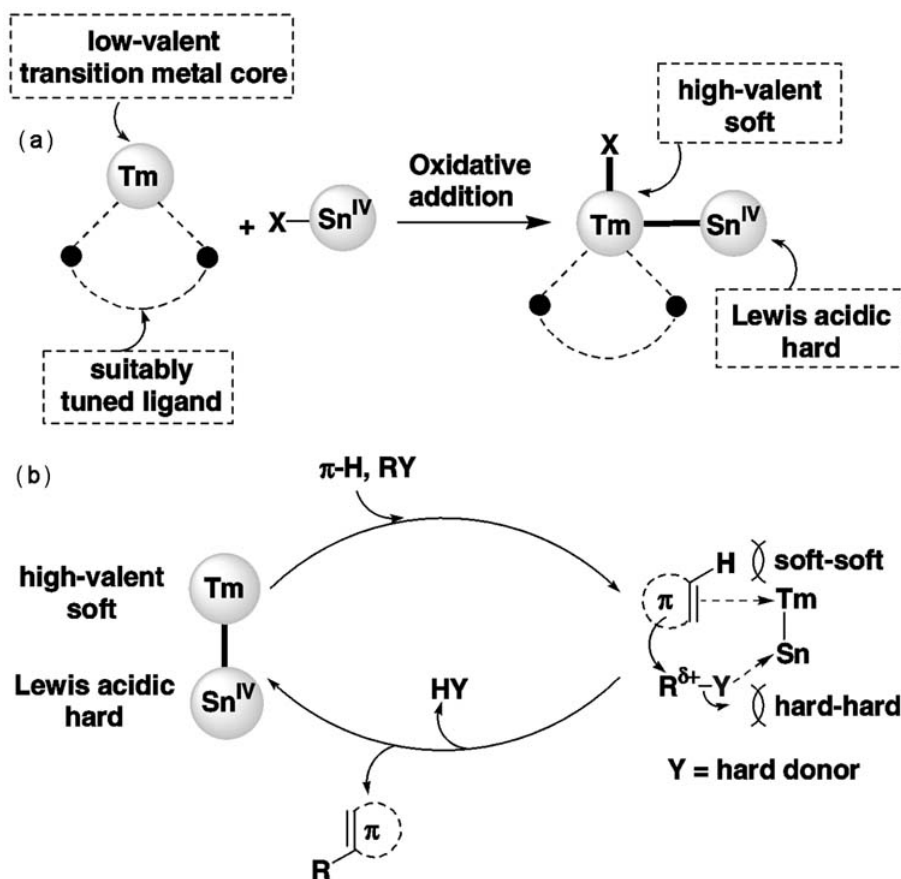 low-valent
transition metal core
(a)
Tm
+ X—Sn^IV
suitably
tuned ligand
Oxidative
addition
high-valent
soft
X
Tm
Sn^IV
Lewis acidic
hard
(b)
π-H, RY
high-valent
soft
Tm
Lewis acidic
hard
Sn^IV
HY
R
π
π
H
soft-soft
Tm
Sn
R^δ+–Y
hard-hard
Y = hard donor